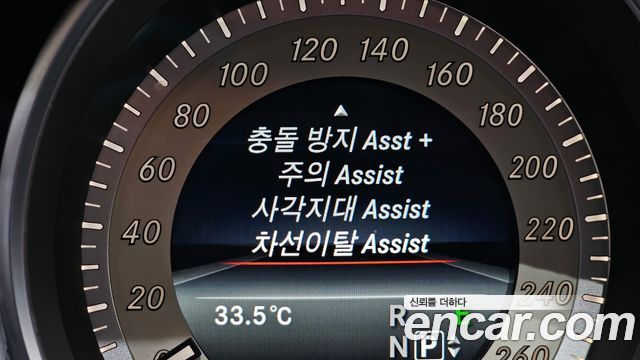 120 140
100 160
80 180
60 200
40 220
20 240
0 260
충돌 방지 Asst +
주의 Assist
사각지대 Assist
차선이탈 Assist
33.5°C
R
N P
신뢰를 더하다
encar.com